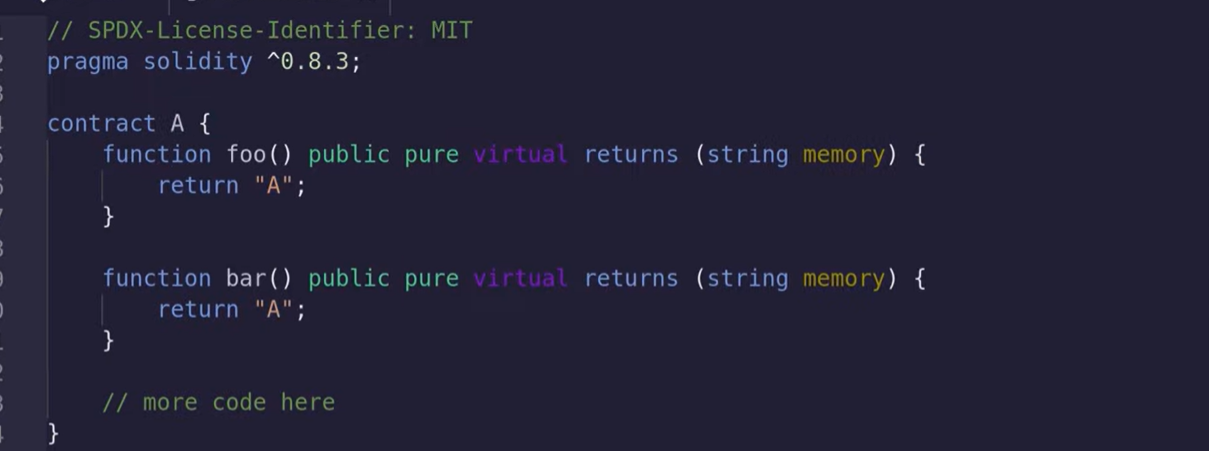 // SPDX-License-Identifier: MIT
pragma solidity ^0.8.3;
contract A {
function foo() public pure virtual returns (string memory) {
return "A";
}
function bar() public pure virtual returns (string memory) {
return "A";
}
// more code here
}